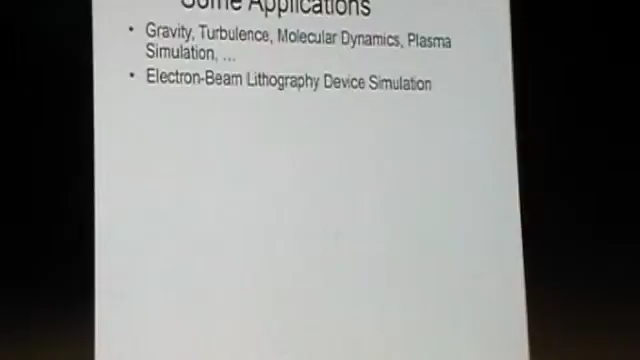 Some Applications
• Gravity, Turbulence, Molecular Dynamics, Plasma
Simulation, ...
• Electron-Beam Lithography Device Simulation